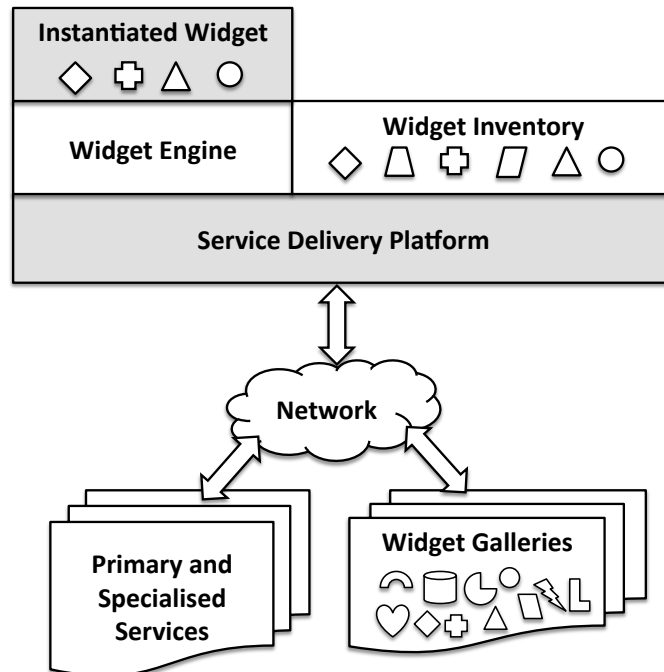 Instantiated Widget
Widget Engine
Widget Inventory
Service Delivery Platform
Network
Primary and
Specialised
Services
Widget Galleries